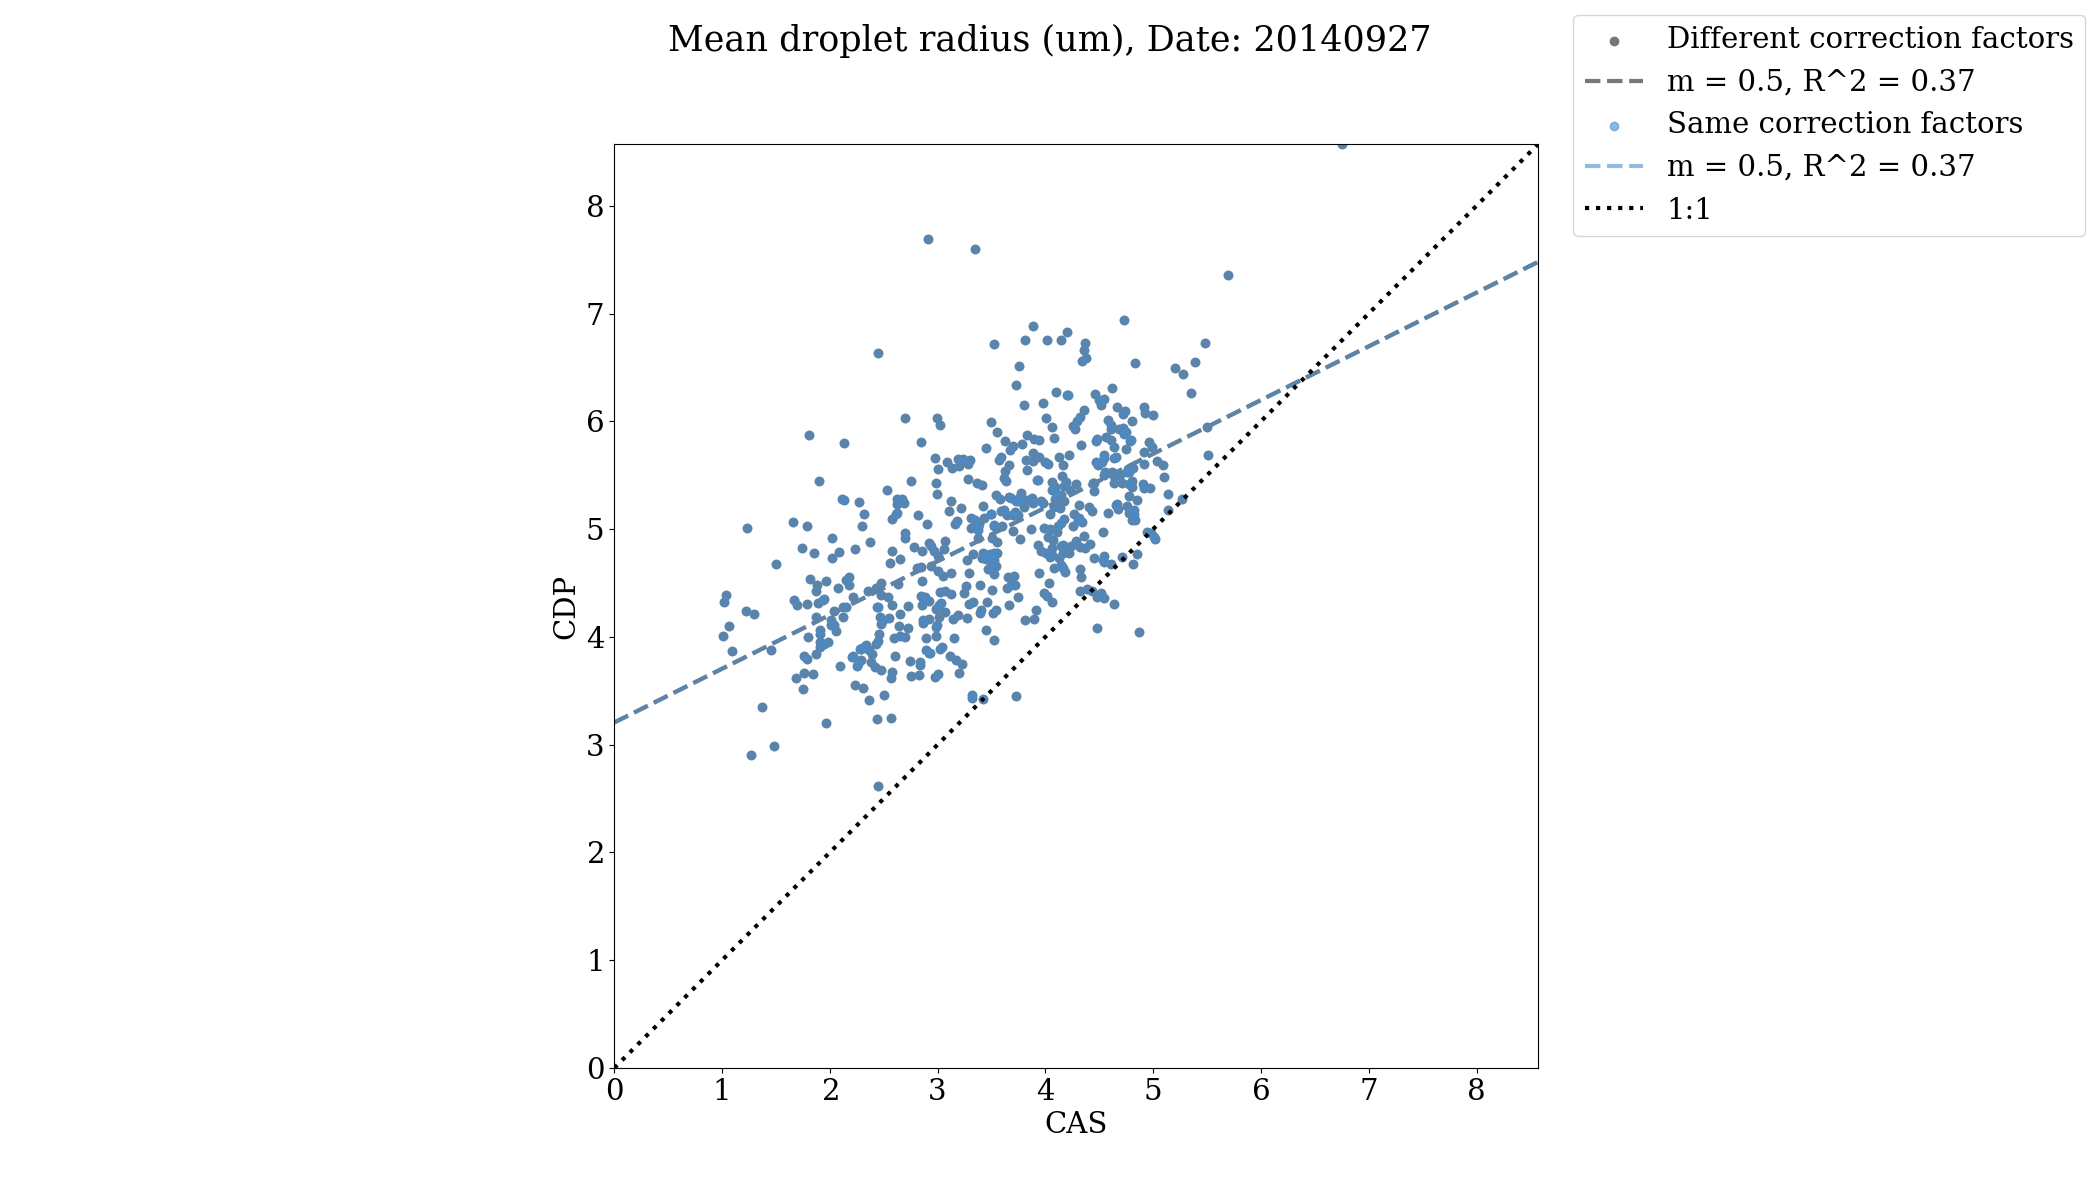 Mean droplet radius (um), Date: 20140927
Different correction factors
m = 0.5, R^2 = 0.37
Same correction factors
m = 0.5, R^2 = 0.37
1:1
8
7
6
5
4
3
2
1
0
CDP
0 1 2 3 4 5 6 7 8
CAS